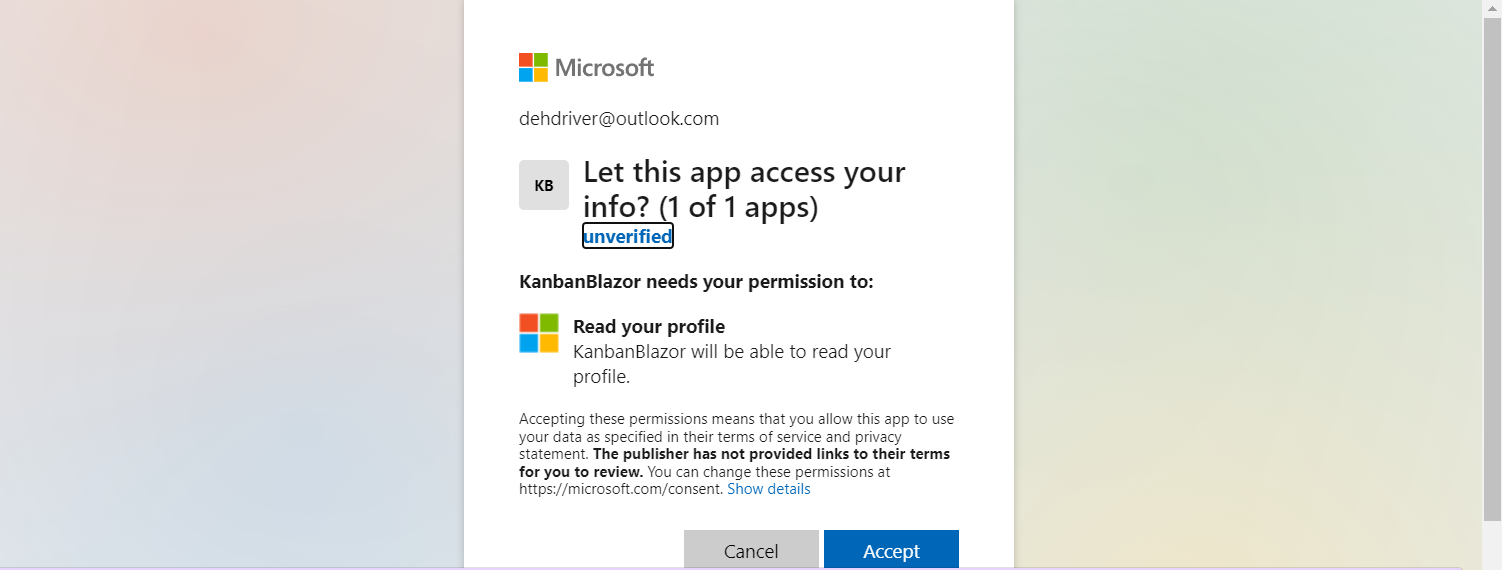 Microsoft
dehdriver@outlook.com
KB
Let this app access your
info? (1 of 1 apps)
unverified
KanbanBlazor needs your permission to:
Read your profile
KanbanBlazor will be able to read your
profile.
Accepting these permissions means that you allow this app to use
your data as specified in their terms of service and privacy
statement. The publisher has not provided links to their terms
for you to review. You can change these permissions at
https://microsoft.com/consent. Show details
Cancel Accept